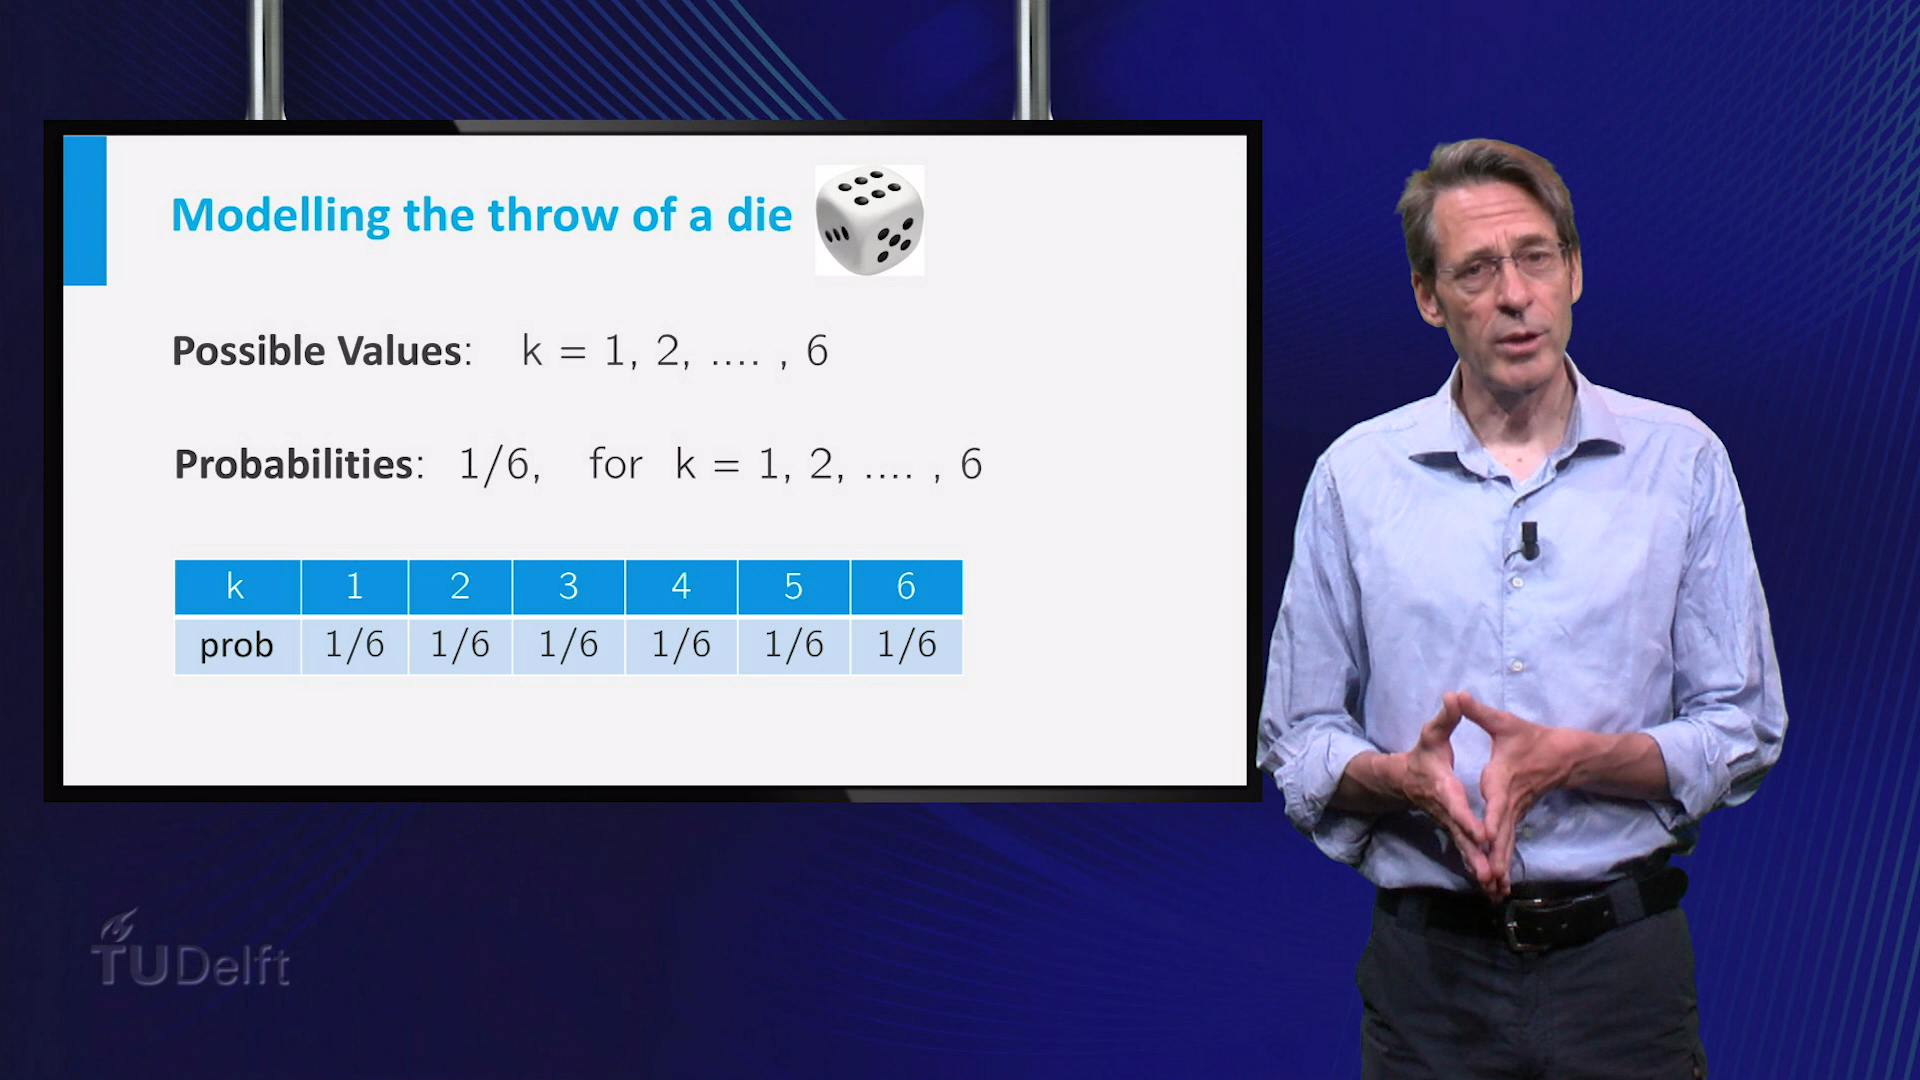 Modelling the throw of a die
Possible Values: k = 1, 2, .... , 6
Probabilities: 1/6, for k = 1, 2, .... , 6
k 1 2 3 4 5 6
prob 1/6 1/6 1/6 1/6 1/6 1/6
TUDelft